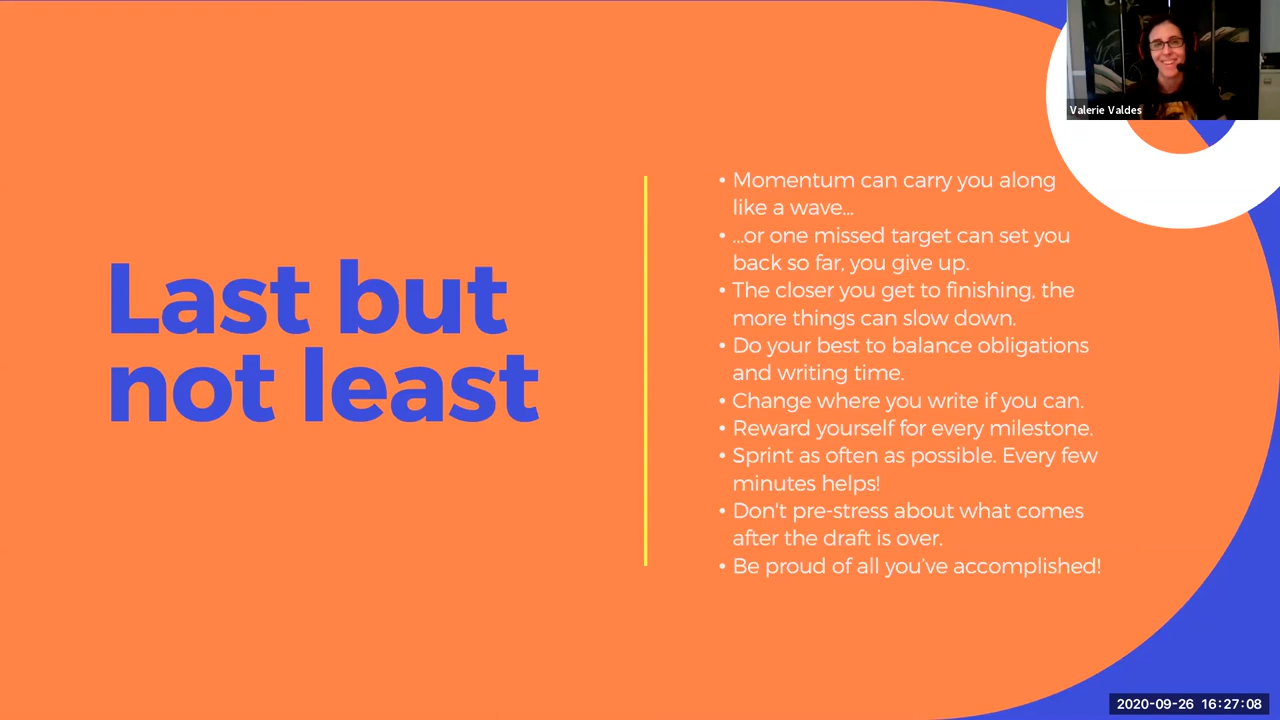 Valerie Valdes
Last but
not least
• Momentum can carry you along
like a wave...
• ...or one missed target can set you
back so far, you give up.
• The closer you get to finishing, the
more things can slow down.
• Do your best to balance obligations
and writing time.
• Change where you write if you can.
• Reward yourself for every milestone.
• Sprint as often as possible. Every few
minutes helps!
• Don't pre-stress about what comes
after the draft is over.
• Be proud of all you’ve accomplished!
2020-09-26 16:27:08